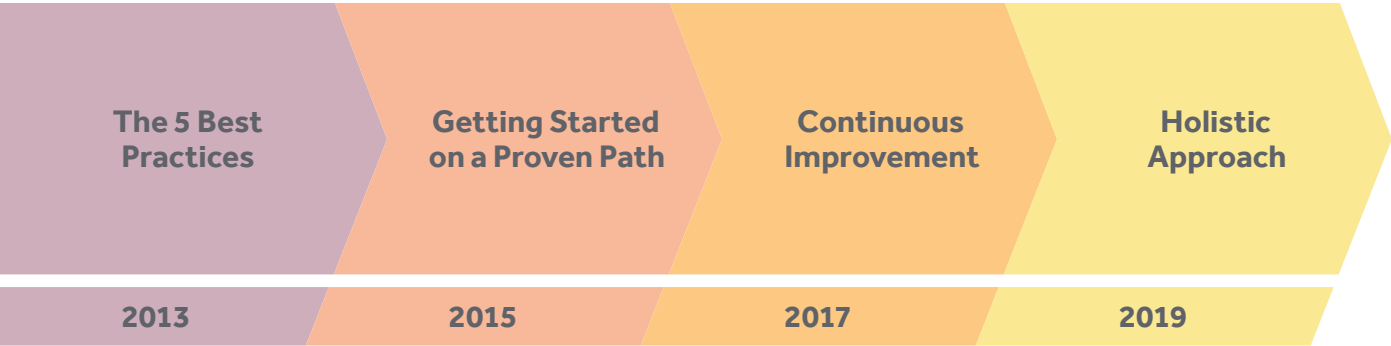 The 5 Best
Practices
Getting Started
on a Proven Path
Continuous
Improvement
Holistic
Approach
2013
2015
2017
2019